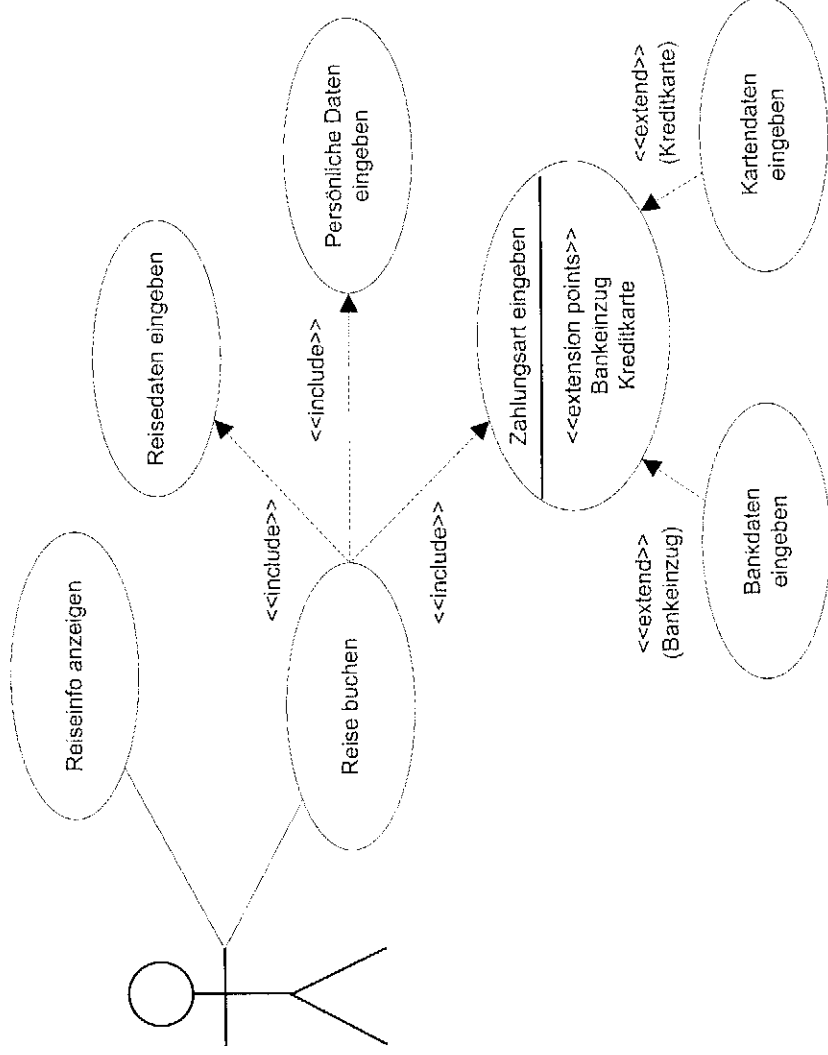 Reiseinfo anzeigen
Reise buchen
<<include>>
Reisedaten eingeben
<<include>>
Persönliche Daten
eingeben
<<include>>
Zahlungsart eingeben
<<extension points>>
Bankeinzug
Kreditkarte
<<extend>>
(Bankeinzug)
Bankdaten
eingeben
<<extend>>
(Kreditkarte)
Kartendaten
eingeben